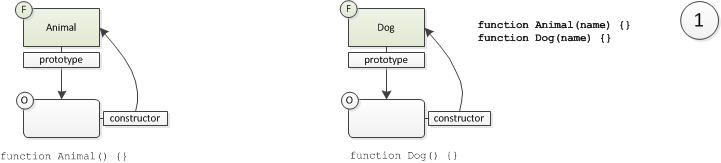 F
Animal
prototype
O
constructor
function Animal() {}
F
Dog
prototype
O
constructor
function Dog() {}
function Animal(name) {}
function Dog(name) {}
1